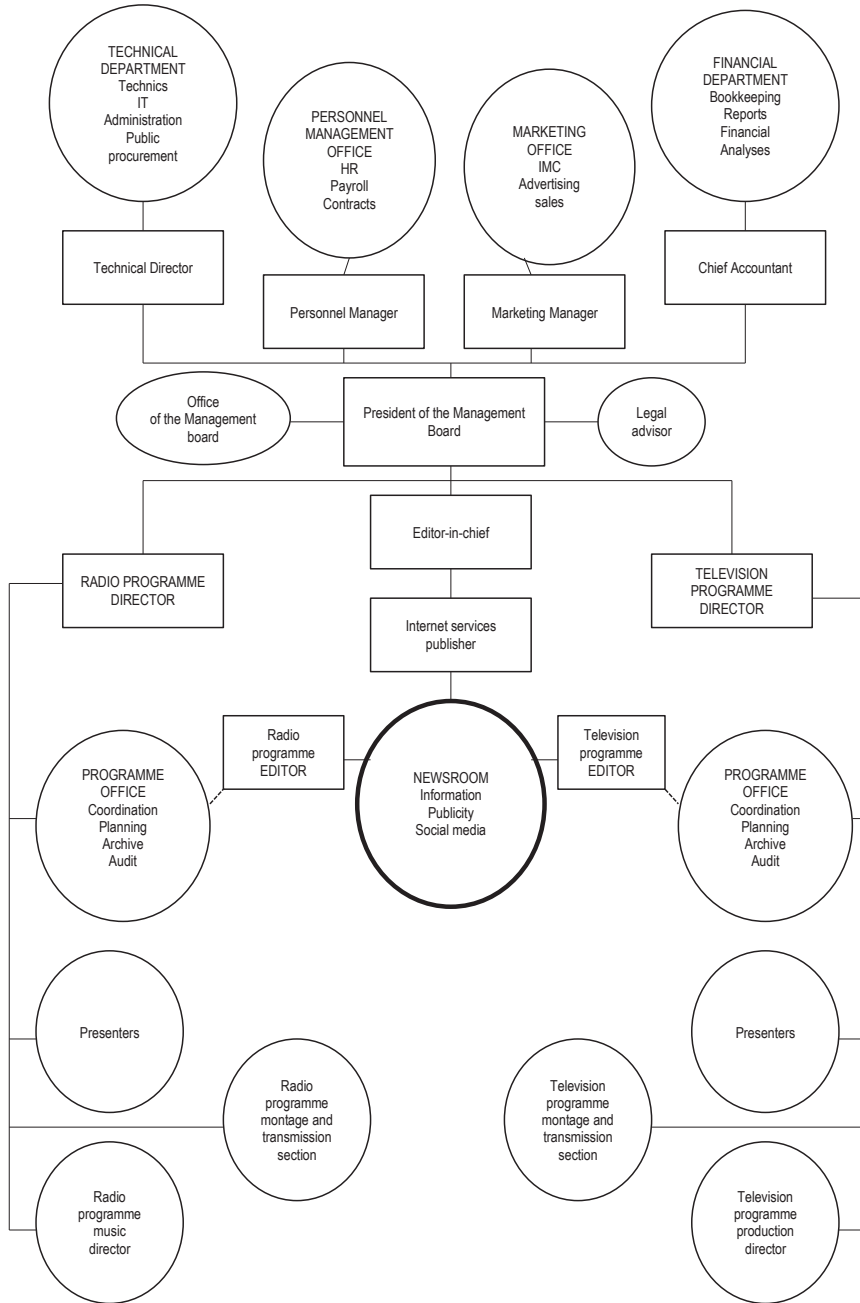 TECHNICAL
DEPARTMENT
Technics
IT
Administration
Public
procurement
PERSONNEL
MANAGEMENT
OFFICE
HR
Payroll
Contracts
MARKETING
OFFICE
IMC
Advertising
sales
FINANCIAL
DEPARTMENT
Bookkeeping
Reports
Financial
Analyses
Technical Director
Personnel Manager
Marketing Manager
Chief Accountant
Office
of the Management
board
President of the Management
Board
Legal
advisor
Editor-in-chief
RADIO PROGRAMME
DIRECTOR
TELEVISION
PROGRAMME
DIRECTOR
Internet services
publisher
Radio
programme
EDITOR
Television
programme
EDITOR
PROGRAMME
OFFICE
Coordination
Planning
Archive
Audit
NEWSROOM
Information
Publicity
Social media
PROGRAMME
OFFICE
Coordination
Planning
Archive
Audit
Presenters
Presenters
Radio
programme
montage and
transmission
section
Television
programme
montage and
transmission
section
Radio
programme
music
director
Television
programme
production
director